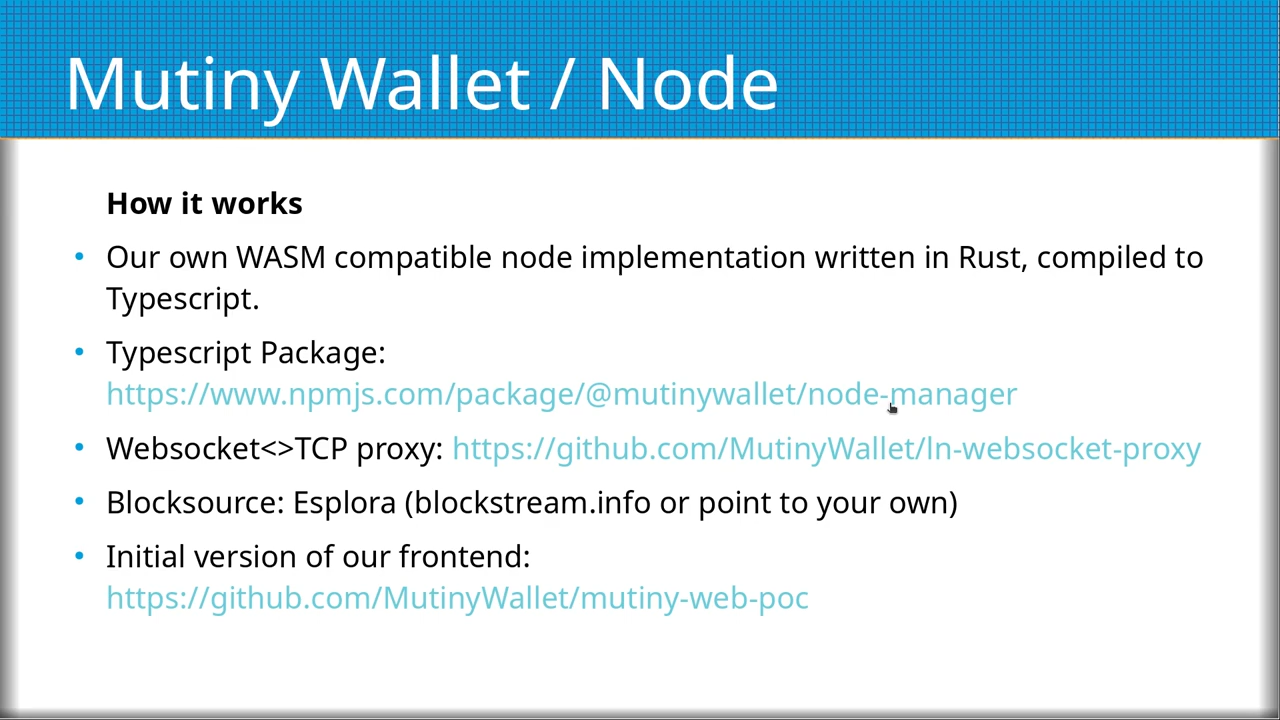 Mutiny Wallet / Node
How it works
• Our own WASM compatible node implementation written in Rust, compiled to
Typescript.
• Typescript Package:
https://www.npmjs.com/package/@mutinywallet/node-manager
• Websocket<>TCP proxy: https://github.com/MutinyWallet/ln-websocket-proxy
• Blocksource: Esplora (blockstream.info or point to your own)
• Initial version of our frontend:
https://github.com/MutinyWallet/mutiny-web-poc